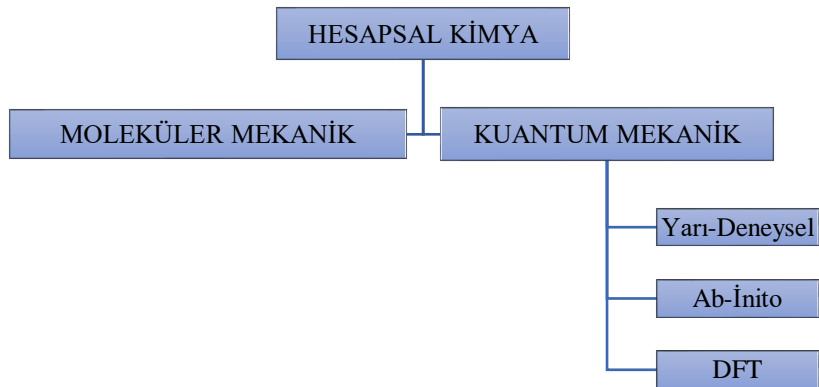 HESAPSAL KİMYA
MOLEKÜLER MEKANİK
KUANTUM MEKANİK
Yarı-Deneysel
Ab-İnito
DFT